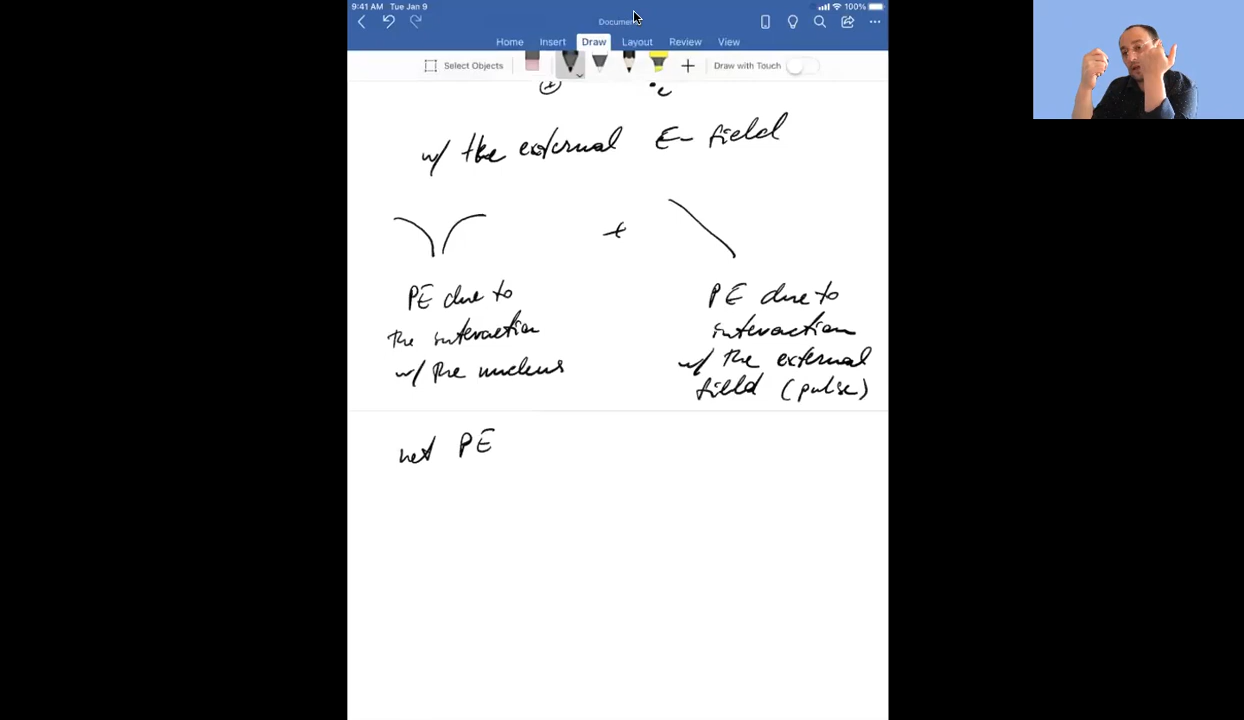 9:41 AM Tue Jan 9
100%
Document
Home Insert Draw Layout Review View
Select Objects
Draw with Touch
+ e
w/ the external E- field
+
PE due to
the interaction
w/ the nucleus
PE due to
interaction
w/ the external
field (pulse)
net PE